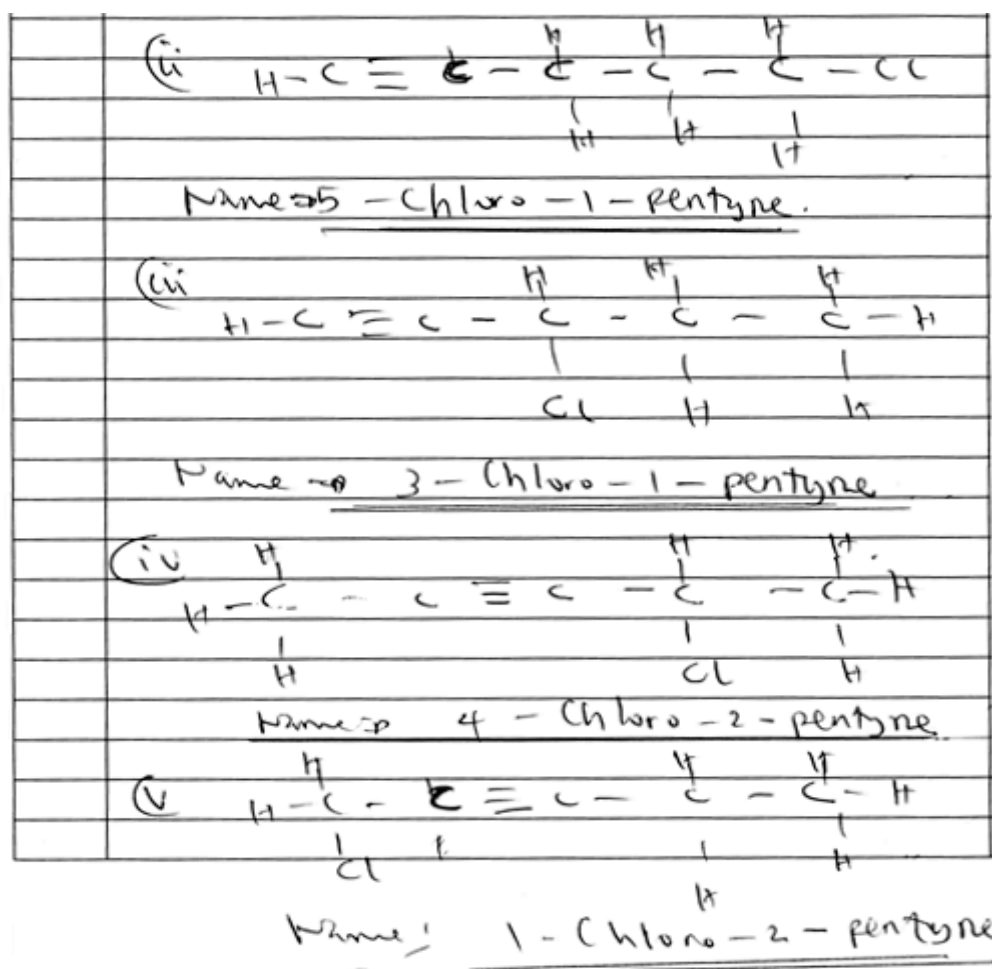 H H H
(ii H - C ≡ C - C - C - C - Cl
H H H
Name ⇒ 5 - Chloro - 1 - pentyne.
(iii H H H
H - C ≡ C - C - C - C - H
Cl H H
Name → 3 - Chloro - 1 - pentyne
(iv H H H
H - C - C ≡ C - C - C - H
H Cl H
Name ⇒ 4 - Chloro - 2 - pentyne
H H H
(v H - C - C ≡ C - C - C - H
Cl H H
Name: 1 - Chloro - 2 - pentyne